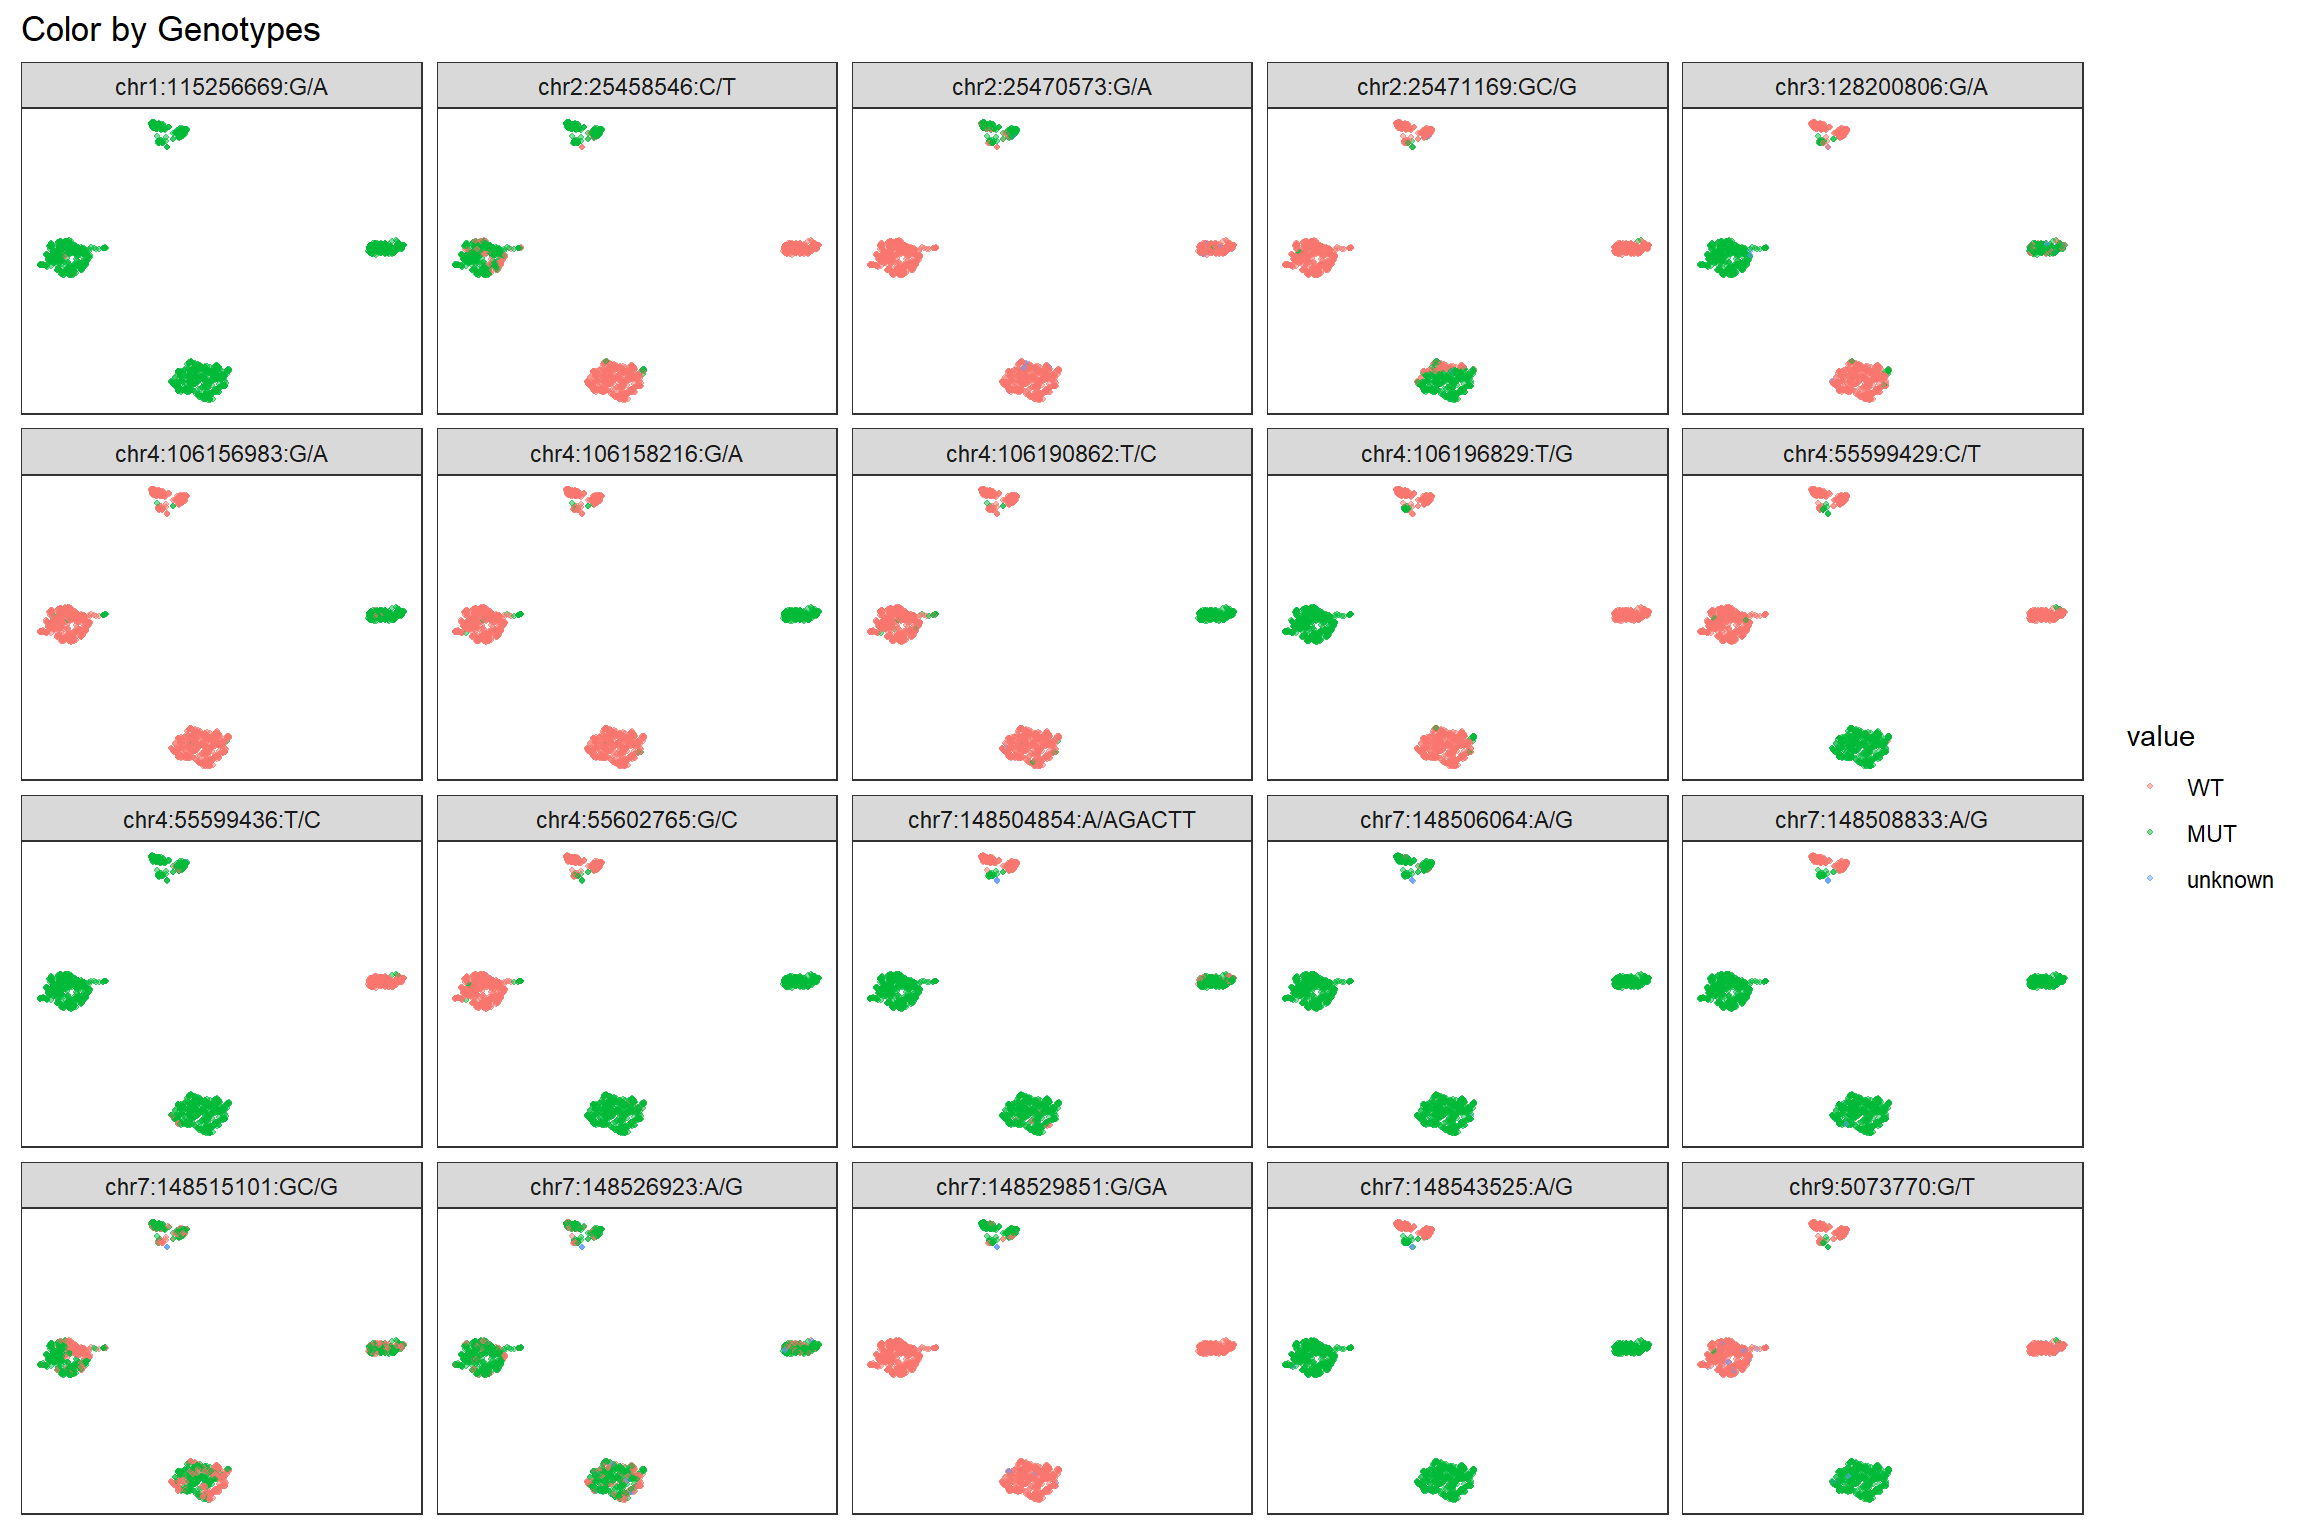 Color by Genotypes
chr1:115256669:G/A
chr2:25458546:C/T
chr2:25470573:G/A
chr2:25471169:GC/G
chr3:128200806:G/A
chr4:106156983:G/A
chr4:106158216:G/A
chr4:106190862:T/C
chr4:106196829:T/G
chr4:55599429:C/T
chr4:55599436:T/C
chr4:55602765:G/C
chr7:148504854:A/AGACTT
chr7:148506064:A/G
chr7:148508833:A/G
chr7:148515101:GC/G
chr7:148526923:A/G
chr7:148529851:G/GA
chr7:148543525:A/G
chr9:5073770:G/T
value
WT
MUT
unknown